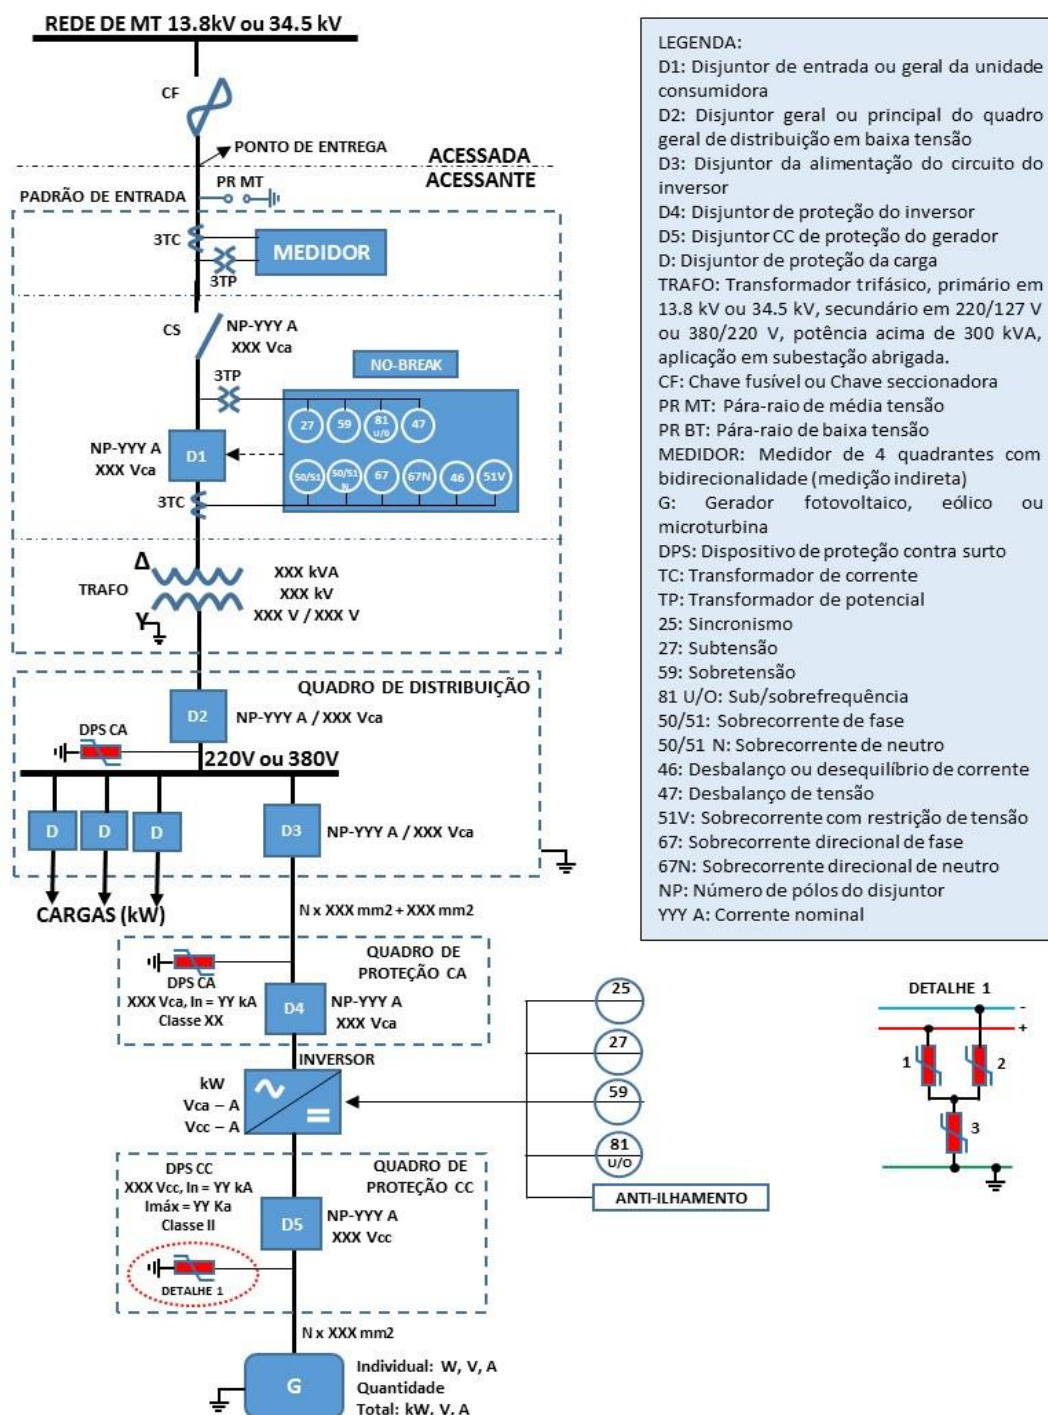 REDE DE MT 13.8kV ou 34.5 kV
CF
PONTO DE ENTREGA
ACESSADA
ACESSANTE
PR MT
PADRÃO DE ENTRADA
3TC
MEDIDOR
3TP
CS
NP-YYY A
XXX Vca
NO-BREAK
3TP
27
59
81
U/O
47
NP-YYY A
XXX Vca
D1
50/51
50/51
N
67
67N
46
51V
3TC
Δ
TRAFO
XXX kVA
XXX kV
XXX V / XXX V
Y
QUADRO DE DISTRIBUIÇÃO
D2
NP-YYY A / XXX Vca
DPS CA
220V ou 380V
D
D
D
D3
NP-YYY A / XXX Vca
CARGAS (kW)
N x XXX mm2 + XXX mm2
QUADRO DE
PROTEÇÃO CA
DPS CA
XXX Vca, In = YY kA
Classe XX
D4
NP-YYY A
XXX Vca
INVERSOR
kW
Vca – A
Vcc – A
25
27
59
81
U/O
ANTI-ILHAMENTO
DPS CC
XXX Vcc, In = YY kA
Imáx = YY Ka
Classe II
QUADRO DE
PROTEÇÃO CC
D5
NP-YYY A
XXX Vcc
DETALHE 1
N x XXX mm2
G
Individual: W, V, A
Quantidade
Total: kW, V, A
LEGENDA:
D1: Disjuntor de entrada ou geral da unidade
consumidora
D2: Disjuntor geral ou principal do quadro
geral de distribuição em baixa tensão
D3: Disjuntor da alimentação do circuito do
inversor
D4: Disjuntor de proteção do inversor
D5: Disjuntor CC de proteção do gerador
D: Disjuntor de proteção da carga
TRAFO: Transformador trifásico, primário em
13.8 kV ou 34.5 kV, secundário em 220/127 V
ou 380/220 V, potência acima de 300 kVA,
aplicação em subestação abrigada.
CF: Chave fusível ou Chave seccionadora
PR MT: Pára-raio de média tensão
PR BT: Pára-raio de baixa tensão
MEDIDOR: Medidor de 4 quadrantes com
bidirecionalidade (medição indireta)
G: Gerador fotovoltaico, eólico ou
microturbina
DPS: Dispositivo de proteção contra surto
TC: Transformador de corrente
TP: Transformador de potencial
25: Sincronismo
27: Subtensão
59: Sobretensão
81 U/O: Sub/sobrefrequência
50/51: Sobrecorrente de fase
50/51 N: Sobrecorrente de neutro
46: Desbalanço ou desequilíbrio de corrente
47: Desbalanço de tensão
51V: Sobrecorrente com restrição de tensão
67: Sobrecorrente direcional de fase
67N: Sobrecorrente direcional de neutro
NP: Número de pólos do disjuntor
YYY A: Corrente nominal
DETALHE 1
-
+
1
2
3